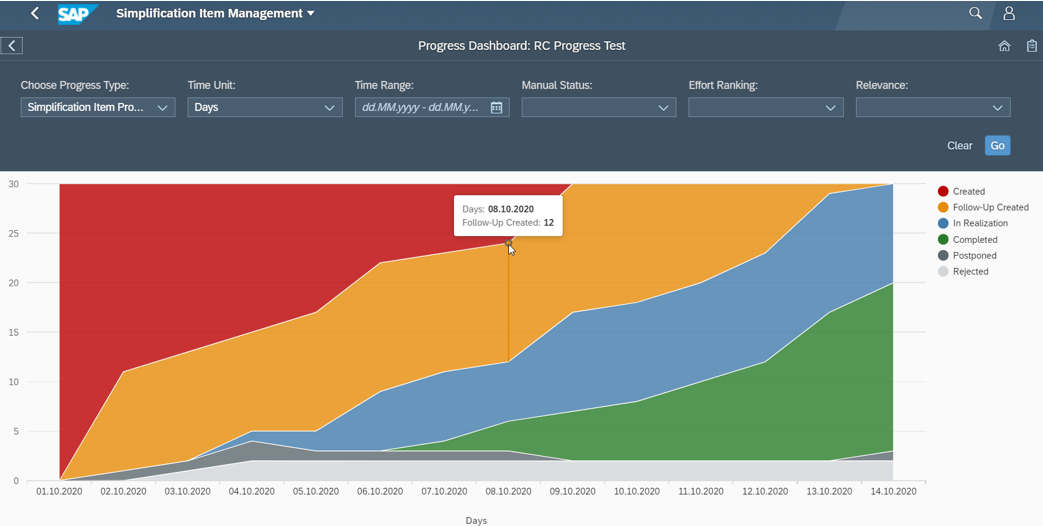 SAP Simplification Item Management
Progress Dashboard: RC Progress Test
Choose Progress Type: Time Unit: Time Range: Manual Status: Effort Ranking: Relevance:
Simplification Item Pro... Days dd.MM.yyyy - dd.MM.y...
Clear Go
30
25
20
15
10
5
0
Days: 08.10.2020
Follow-Up Created: 12
Created
Follow-Up Created
In Realization
Completed
Postponed
Rejected
01.10.2020 02.10.2020 03.10.2020 04.10.2020 05.10.2020 06.10.2020 07.10.2020 08.10.2020 09.10.2020 10.10.2020 11.10.2020 12.10.2020 13.10.2020 14.10.2020
Days